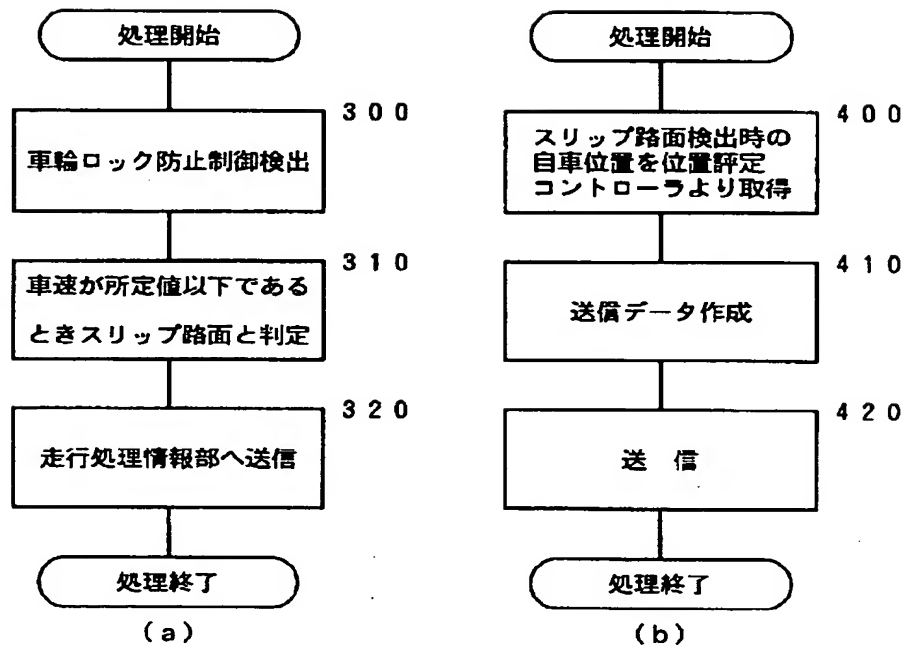 処理開始
300
車輪ロック防止制御検出
310
車速が所定値以下である
ときスリップ路面と判定
320
走行処理情報部へ送信
処理終了
(a)
処理開始
400
スリップ路面検出時の
自車位置を位置評定
コントローラより取得
410
送信データ作成
420
送 信
処理終了
(b)